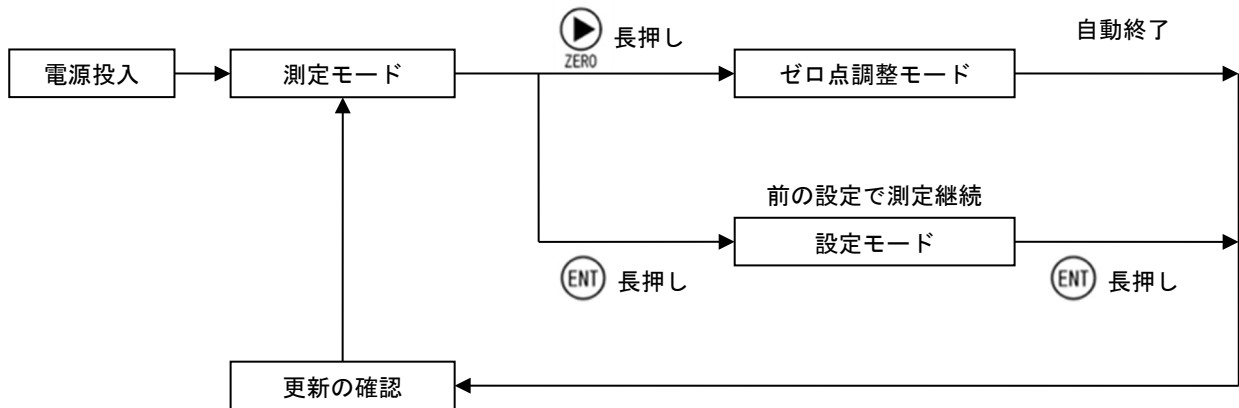 長押し
ZERO
自動終了
電源投入
測定モード
ゼロ点調整モード
前の設定で測定継続
設定モード
ENT 長押し
ENT 長押し
更新の確認